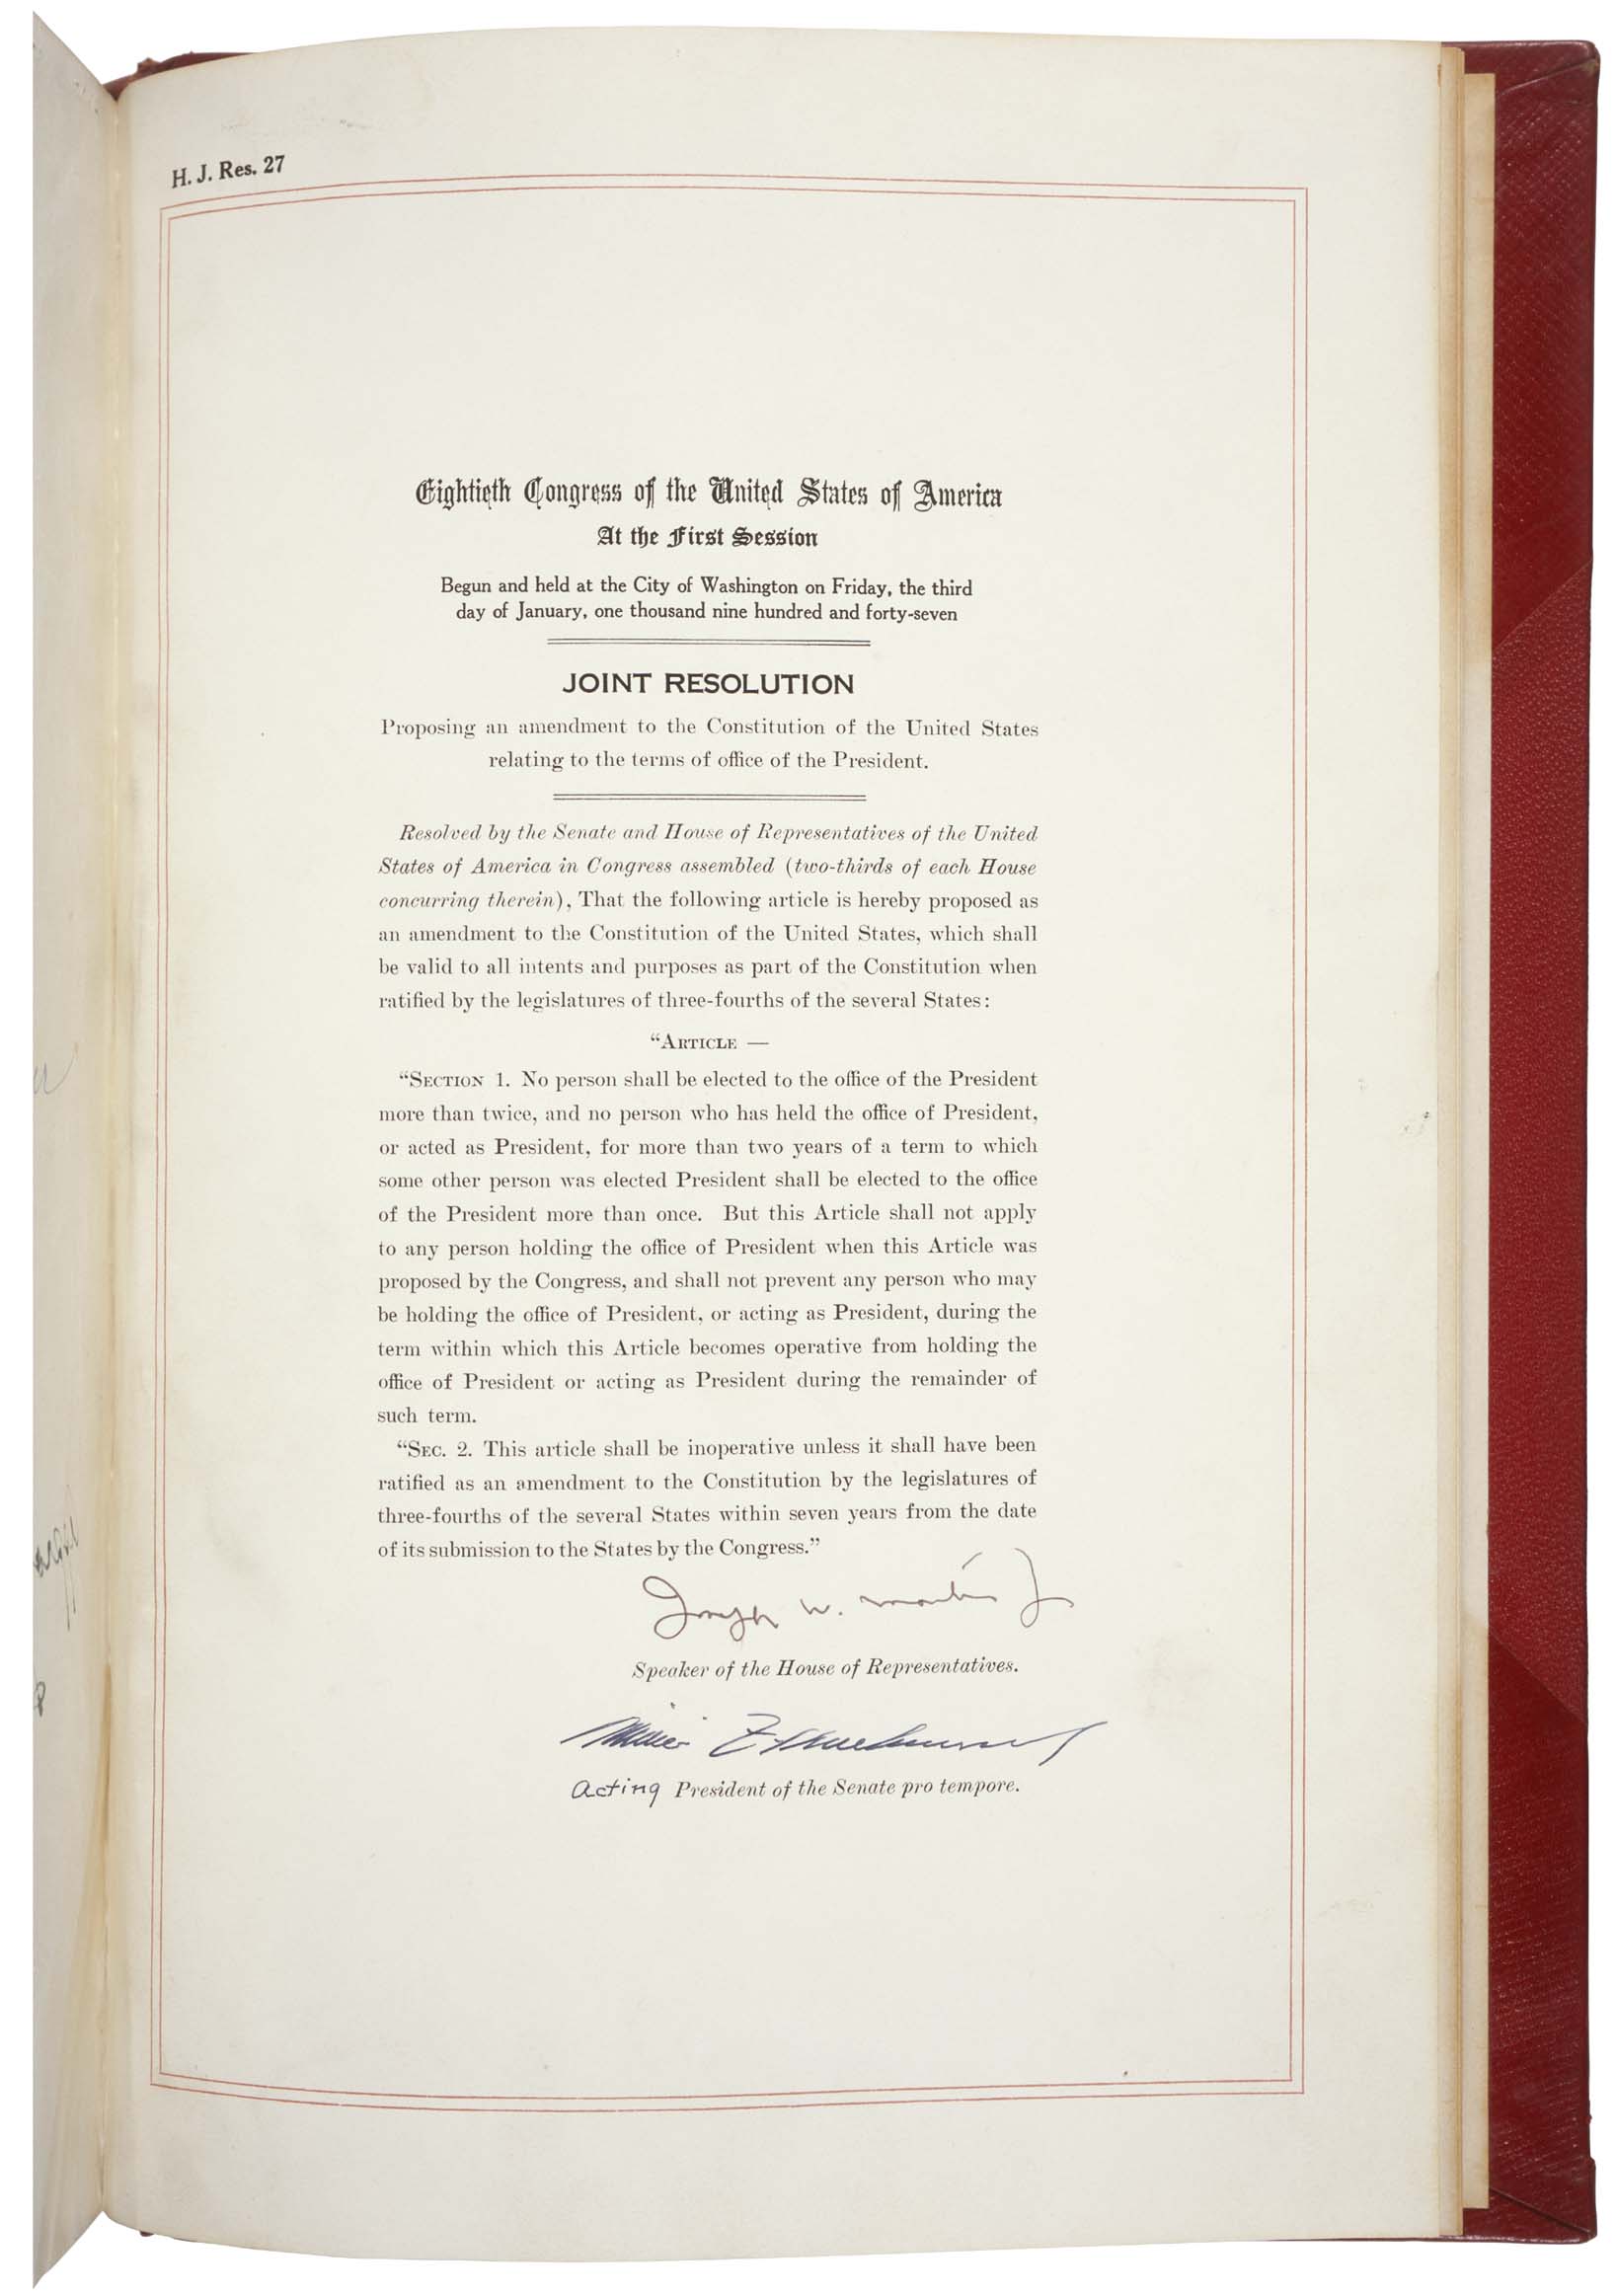 H. J. Res. 27
Eightieth Congress of the United States of America
At the First Session
Begun and held at the City of Washington on Friday, the third
day of January, one thousand nine hundred and forty-seven
JOINT RESOLUTION
Proposing an amendment to the Constitution of the United States
relating to the terms of office of the President.
Resolved by the Senate and House of Representatives of the United
States of America in Congress assembled (two-thirds of each House
concurring therein), That the following article is hereby proposed as
an amendment to the Constitution of the United States, which shall
be valid to all intents and purposes as part of the Constitution when
ratified by the legislatures of three-fourths of the several States:
"ARTICLE —
"SECTION 1. No person shall be elected to the office of the President
more than twice, and no person who has held the office of President,
or acted as President, for more than two years of a term to which
some other person was elected President shall be elected to the office
of the President more than once. But this Article shall not apply
to any person holding the office of President when this Article was
proposed by the Congress, and shall not prevent any person who may
be holding the office of President, or acting as President, during the
term within which this Article becomes operative from holding the
office of President or acting as President during the remainder of
such term.
"SEC. 2. This article shall be inoperative unless it shall have been
ratified as an amendment to the Constitution by the legislatures of
three-fourths of the several States within seven years from the date
of its submission to the States by the Congress."
Joseph W. Martin Jr
Speaker of the House of Representatives.
Acting President of the Senate pro tempore.